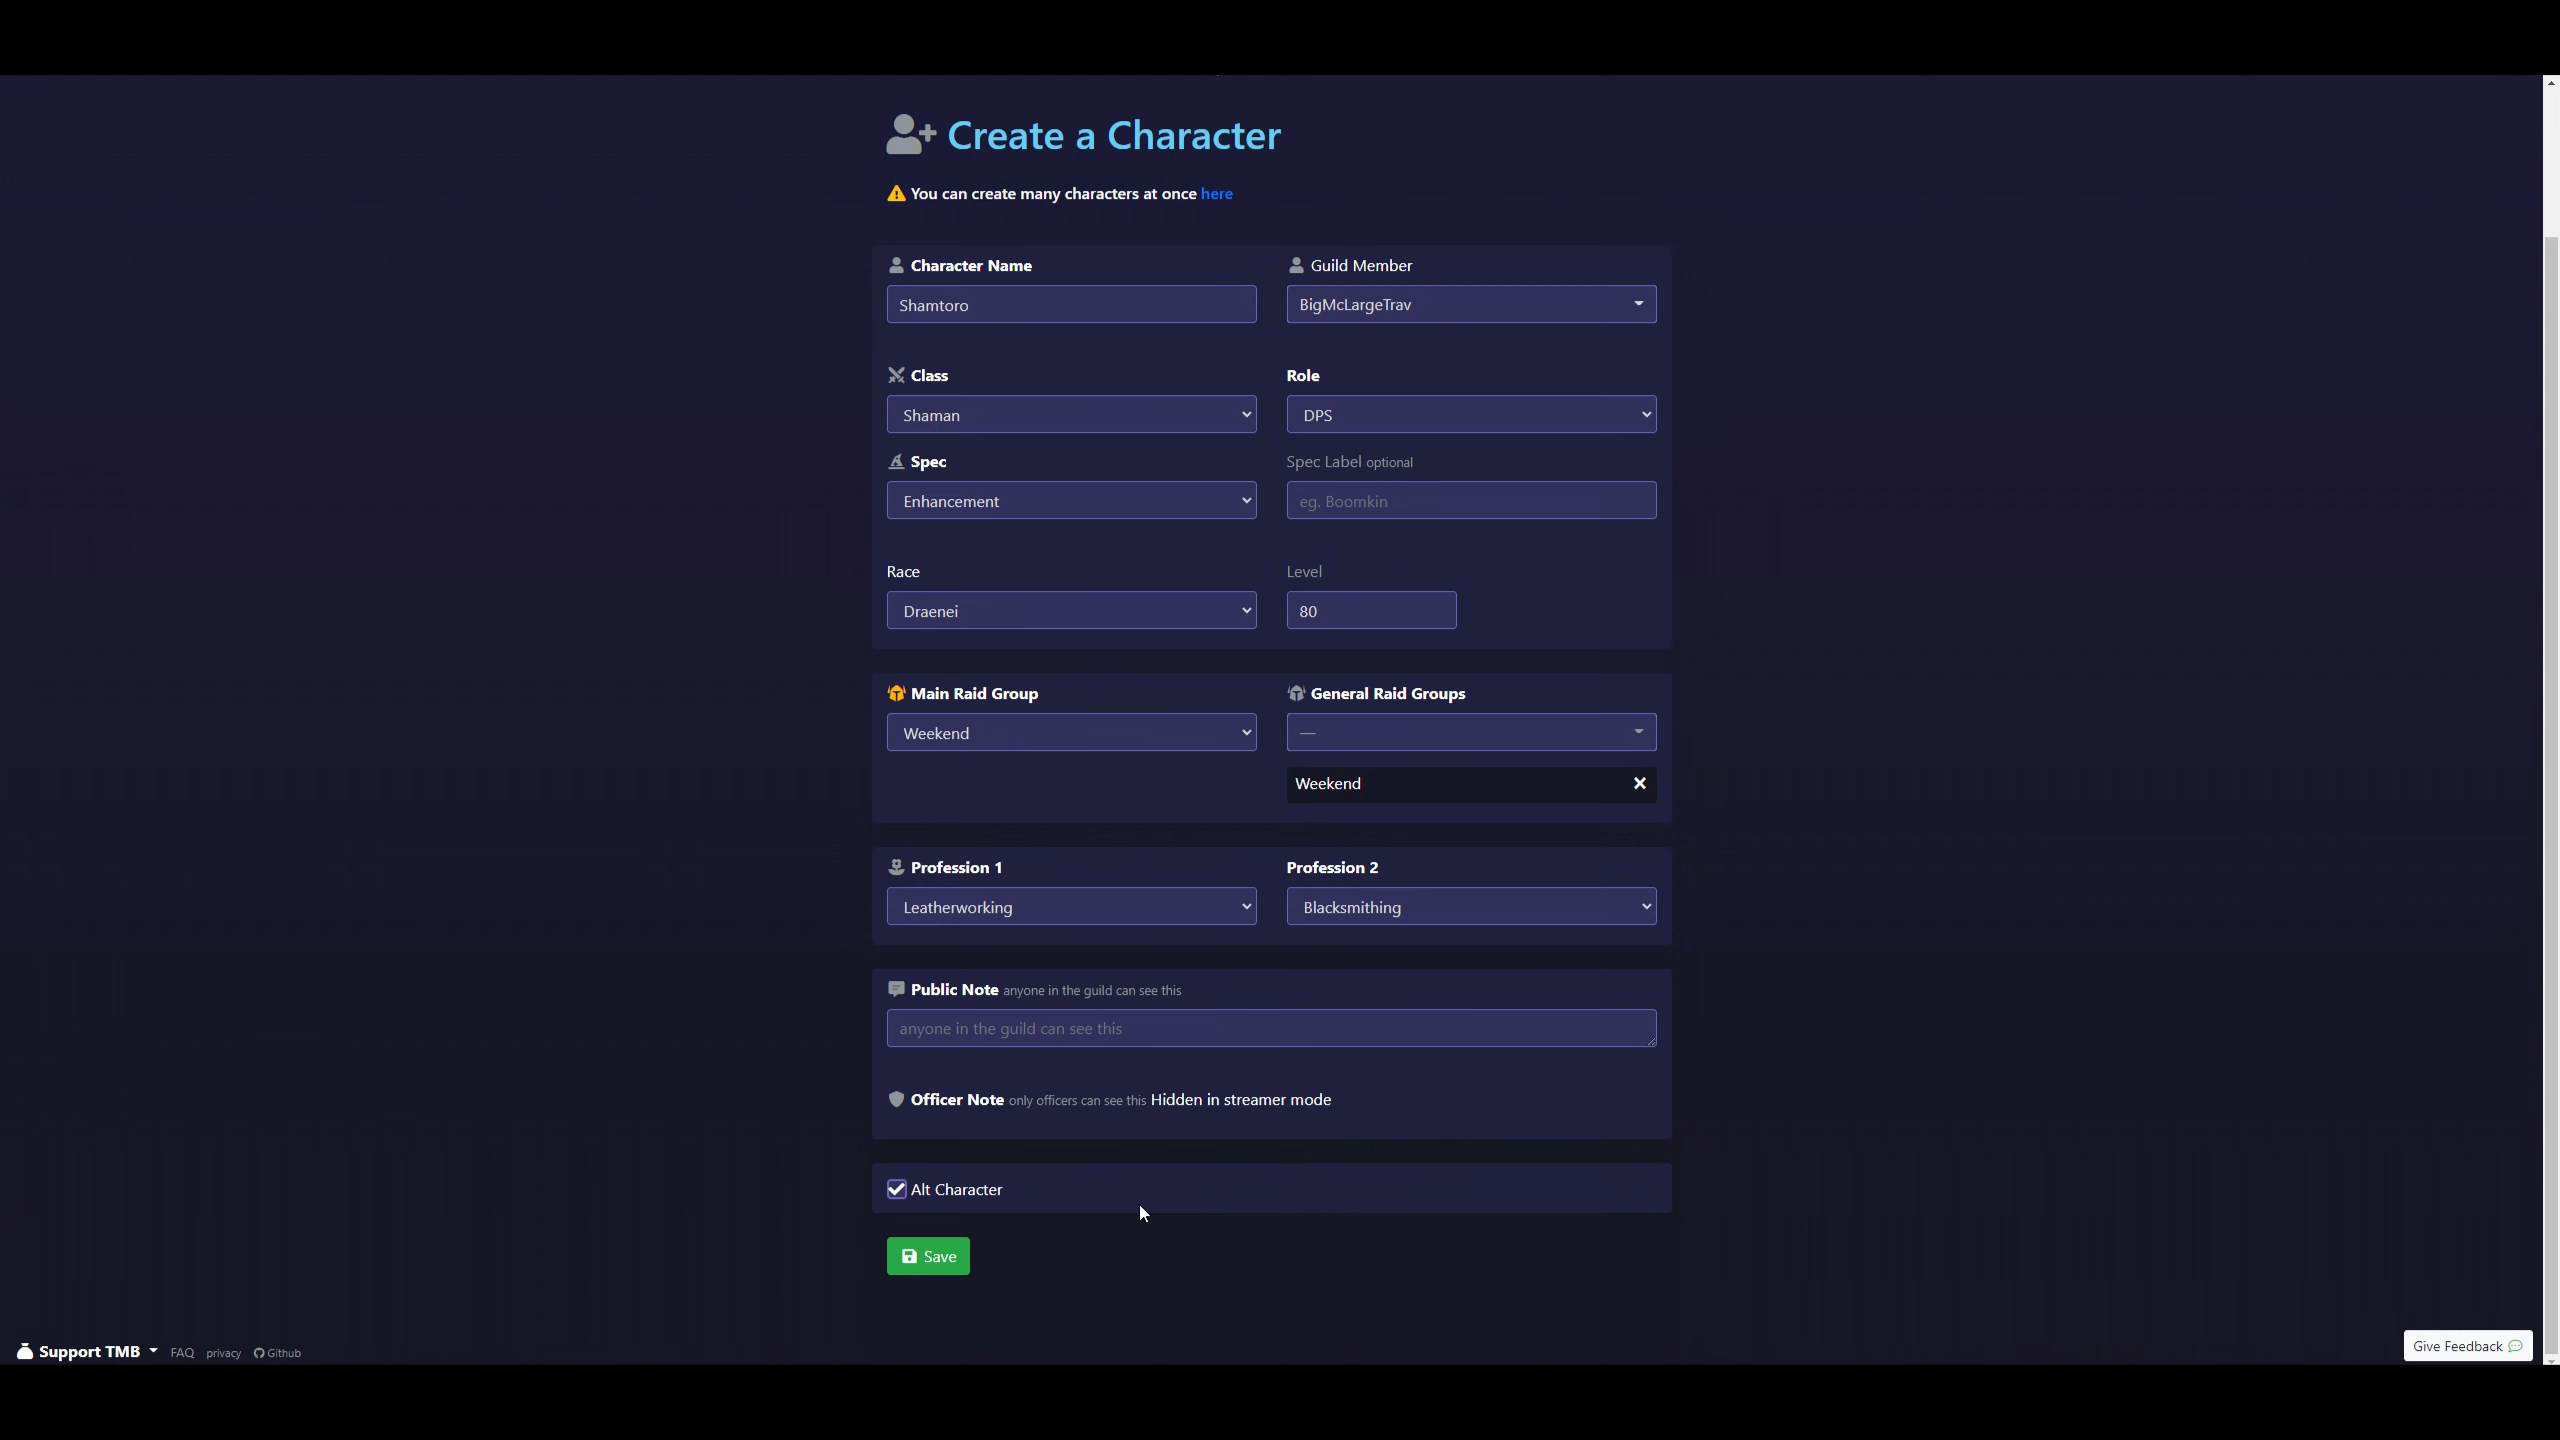 Create a Character
You can create many characters at once here
Character Name
Guild Member
Shamtoro
BigMcLargeTrav
Class
Role
Shaman
DPS
Spec
Spec Label optional
Enhancement
eg. Boomkin
Race
Level
Draenei
80
Main Raid Group
General Raid Groups
Weekend
—
Weekend
Profession 1
Profession 2
Leatherworking
Blacksmithing
Public Note anyone in the guild can see this
anyone in the guild can see this
Officer Note only officers can see this Hidden in streamer mode
Alt Character
Save
Support TMB FAQ privacy Github
Give Feedback